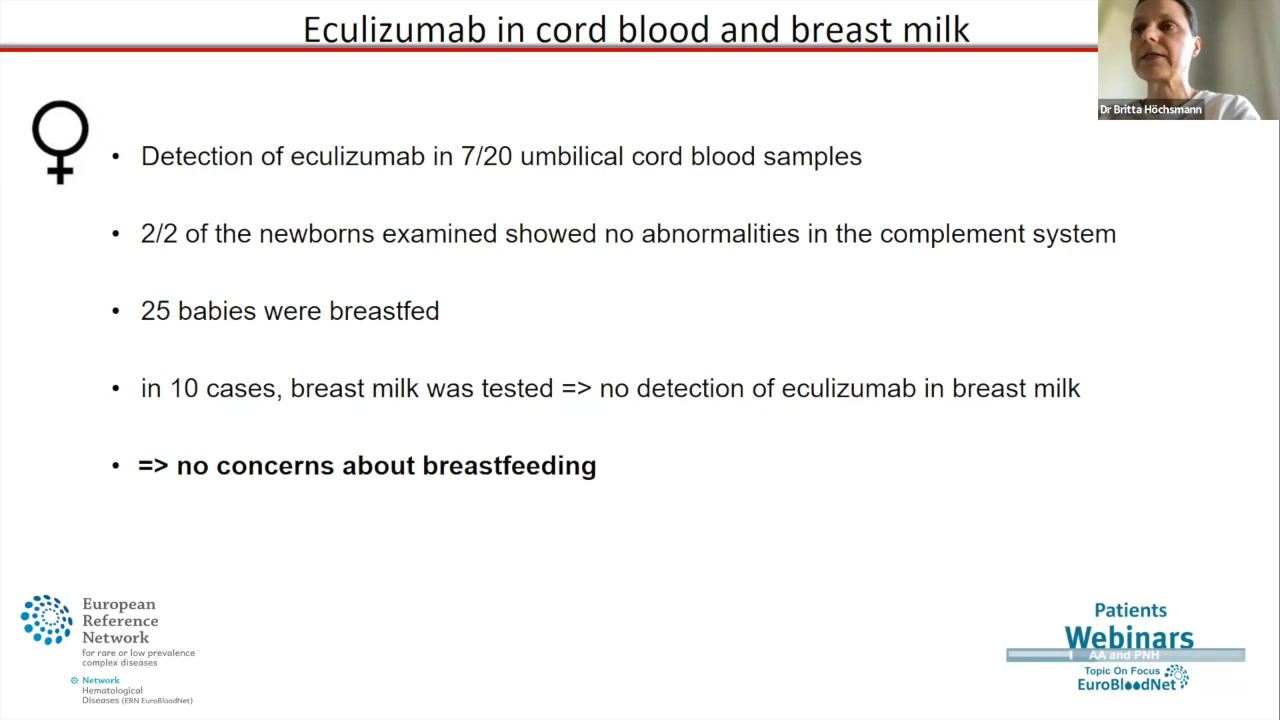 Eculizumab in cord blood and breast milk
Dr Britta Höchsmann
• Detection of eculizumab in 7/20 umbilical cord blood samples
• 2/2 of the newborns examined showed no abnormalities in the complement system
• 25 babies were breastfed
• in 10 cases, breast milk was tested => no detection of eculizumab in breast milk
• => no concerns about breastfeeding
European
Reference
Network
for rare or low prevalence
complex diseases
Network
Hematological
Diseases (ERN EuroBloodNet)
Patients
Webinars
AA and PNH
Topic On Focus
EuroBloodNet